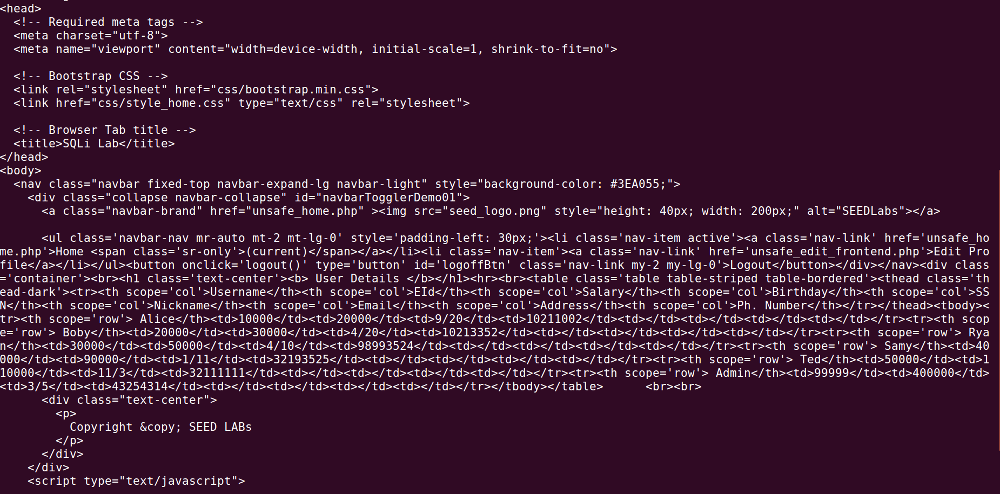 <head>
  <!-- Required meta tags -->
  <meta charset="utf-8">
  <meta name="viewport" content="width=device-width, initial-scale=1, shrink-to-fit=no">

  <!-- Bootstrap CSS -->
  <link rel="stylesheet" href="css/bootstrap.min.css">
  <link href="css/style_home.css" type="text/css" rel="stylesheet">

  <!-- Browser Tab title -->
  <title>SQLi Lab</title>
</head>
<body>
  <nav class="navbar fixed-top navbar-expand-lg navbar-light" style="background-color: #3EA055;">
    <div class="collapse navbar-collapse" id="navbarTogglerDemo01">
      <a class="navbar-brand" href="unsafe_home.php" ><img src="seed_logo.png" style="height: 40px; width: 200px;" alt="SEEDLabs"></a>

      <ul class='navbar-nav mr-auto mt-2 mt-lg-0' style='padding-left: 30px;'><li class='nav-item active'><a class='nav-link' href='unsafe_ho
me.php'>Home <span class='sr-only'>(current)</span></a></li><li class='nav-item'><a class='nav-link' href='unsafe_edit_frontend.php'>Edit Pro
file</a></li></ul><button onclick='logout()' type='button' id='logoffBtn' class='nav-link my-2 my-lg-0'>Logout</button></div></nav><div class
='container'><br><h1 class='text-center'><b> User Details </b></h1><hr><br><table class='table table-striped table-bordered'><thead class='th
ead-dark'><tr><th scope='col'>Username</th><th scope='col'>EId</th><th scope='col'>Salary</th><th scope='col'>Birthday</th><th scope='col'>SS
N</th><th scope='col'>Nickname</th><th scope='col'>Email</th><th scope='col'>Address</th><th scope='col'>Ph. Number</th></tr></thead><tbody><
tr><th scope='row'> Alice</th><td>10000</td><td>20000</td><td>9/20</td><td>10211002</td><td></td><td></td><td></td><td></td></tr><tr><th scop
e='row'> Boby</th><td>20000</td><td>30000</td><td>4/20</td><td>10213352</td><td></td><td></td><td></td><td></td></tr><tr><th scope='row'> Rya
n</th><td>30000</td><td>50000</td><td>4/10</td><td>98993524</td><td></td><td></td><td></td><td></td></tr><tr><th scope='row'> Samy</th><td>40
000</td><td>90000</td><td>1/11</td><td>32193525</td><td></td><td></td><td></td><td></td></tr><tr><th scope='row'> Ted</th><td>50000</td><td>1
10000</td><td>11/3</td><td>32111111</td><td></td><td></td><td></td><td></td></tr><tr><th scope='row'> Admin</th><td>99999</td><td>400000</td>
<td>3/5</td><td>43254314</td><td></td><td></td><td></td><td></td></tr></tbody></table>      <br><br>
      <div class="text-center">
        <p>
          Copyright &copy; SEED LABs
        </p>
      </div>
    </div>
    <script type="text/javascript">